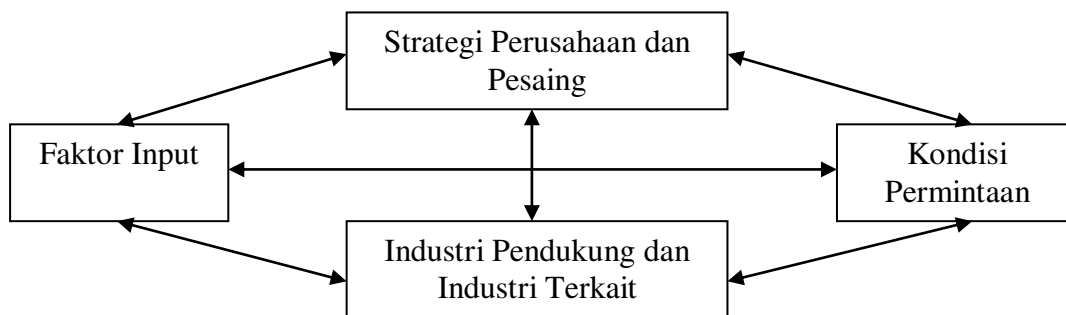 Strategi Perusahaan dan
Pesaing
Faktor Input
Kondisi
Permintaan
Industri Pendukung dan
Industri Terkait